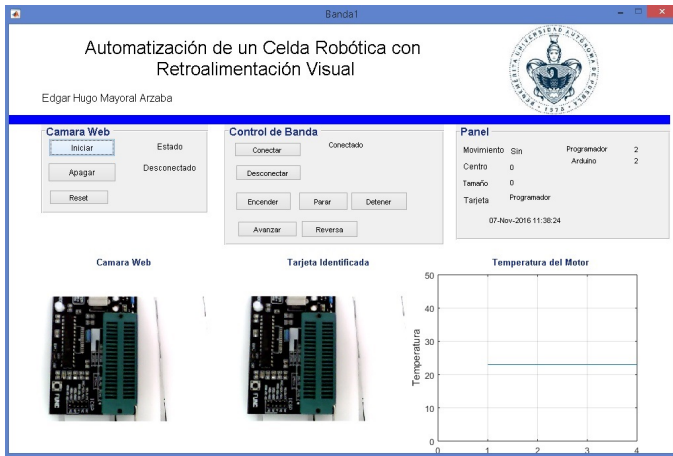 Banda1
Automatización de un Celda Robótica con
Retroalimentación Visual
Edgar Hugo Mayoral Arzaba
Camara Web
Iniciar
Estado
Apagar
Desconectado
Reset
Control de Banda
Conectar
Conectado
Desconectar
Encender
Parar
Detener
Avanzar
Reversa
Panel
Movimiento Sin
Programador 2
Centro 0
Arduino 2
Tamaño 0
Tarjeta Programador
07-Nov-2016 11:38:24
Camara Web
Tarjeta Identificada
Temperatura del Motor
Temperatura
50
40
30
20
10
0
0 1 2 3 4